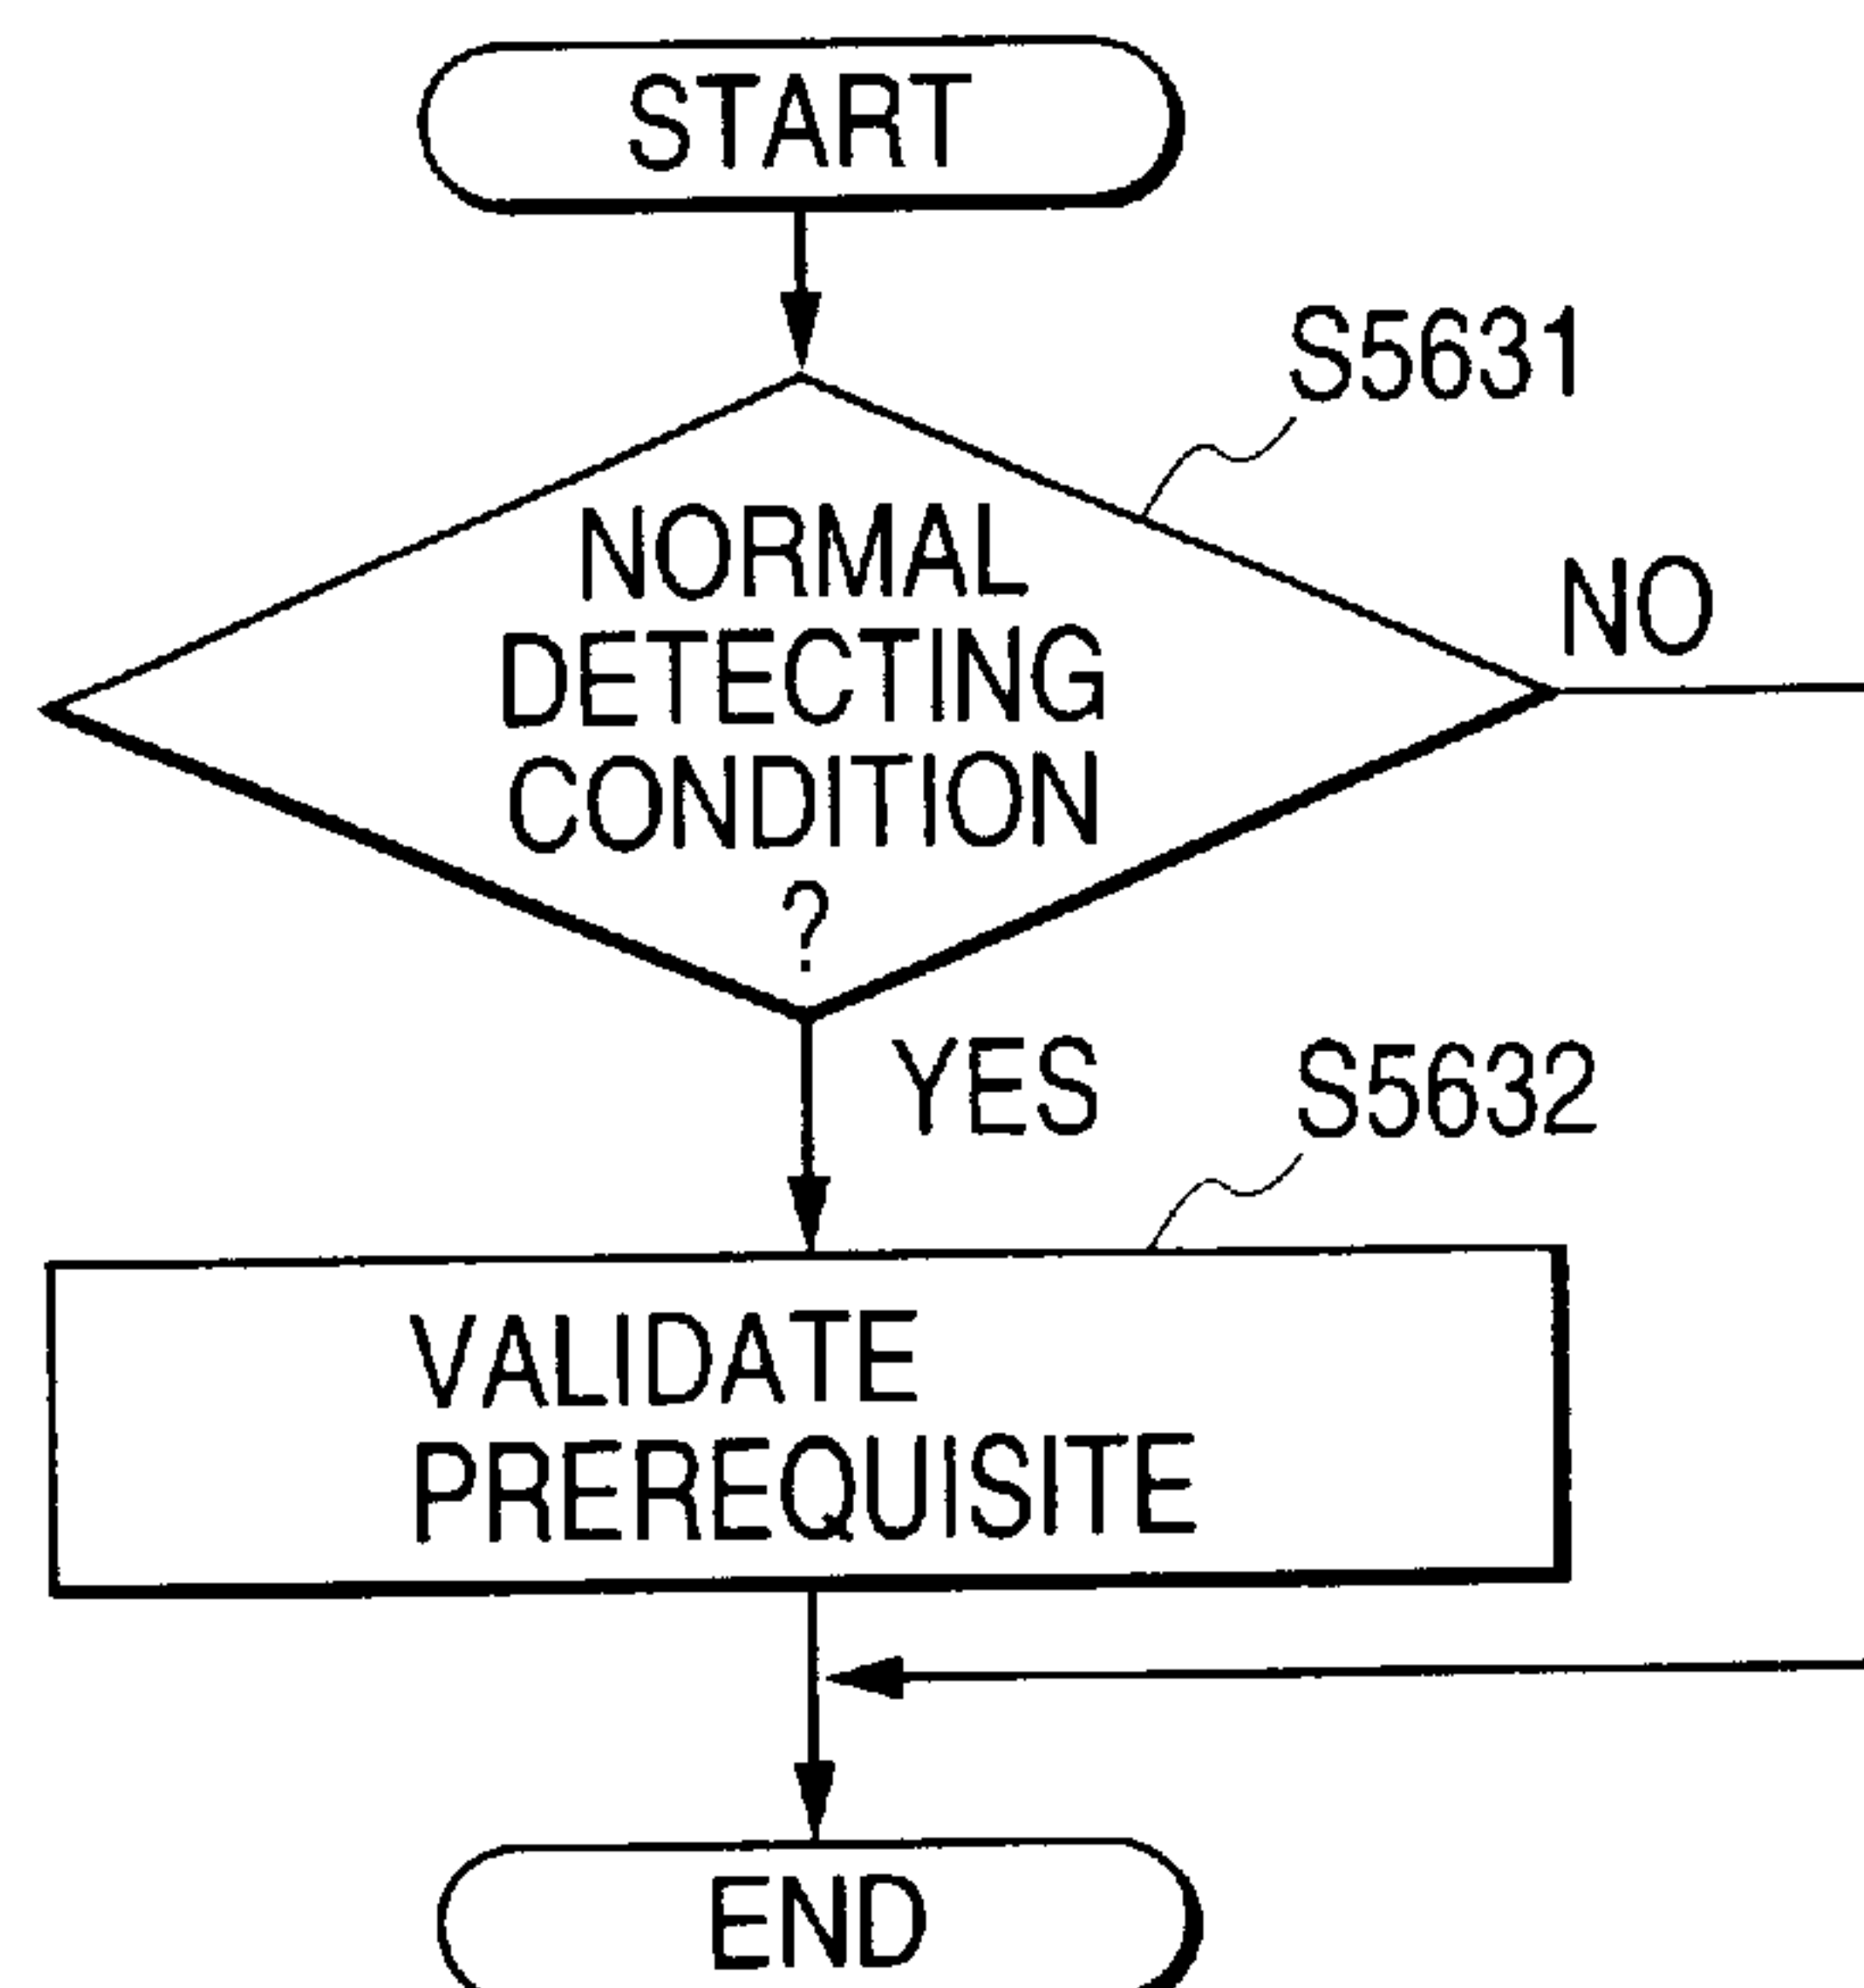 START
S5631
NORMAL
DETECTING
CONDITION
?
NO
YES
S5632
VALIDATE
PREREQUISITE
END